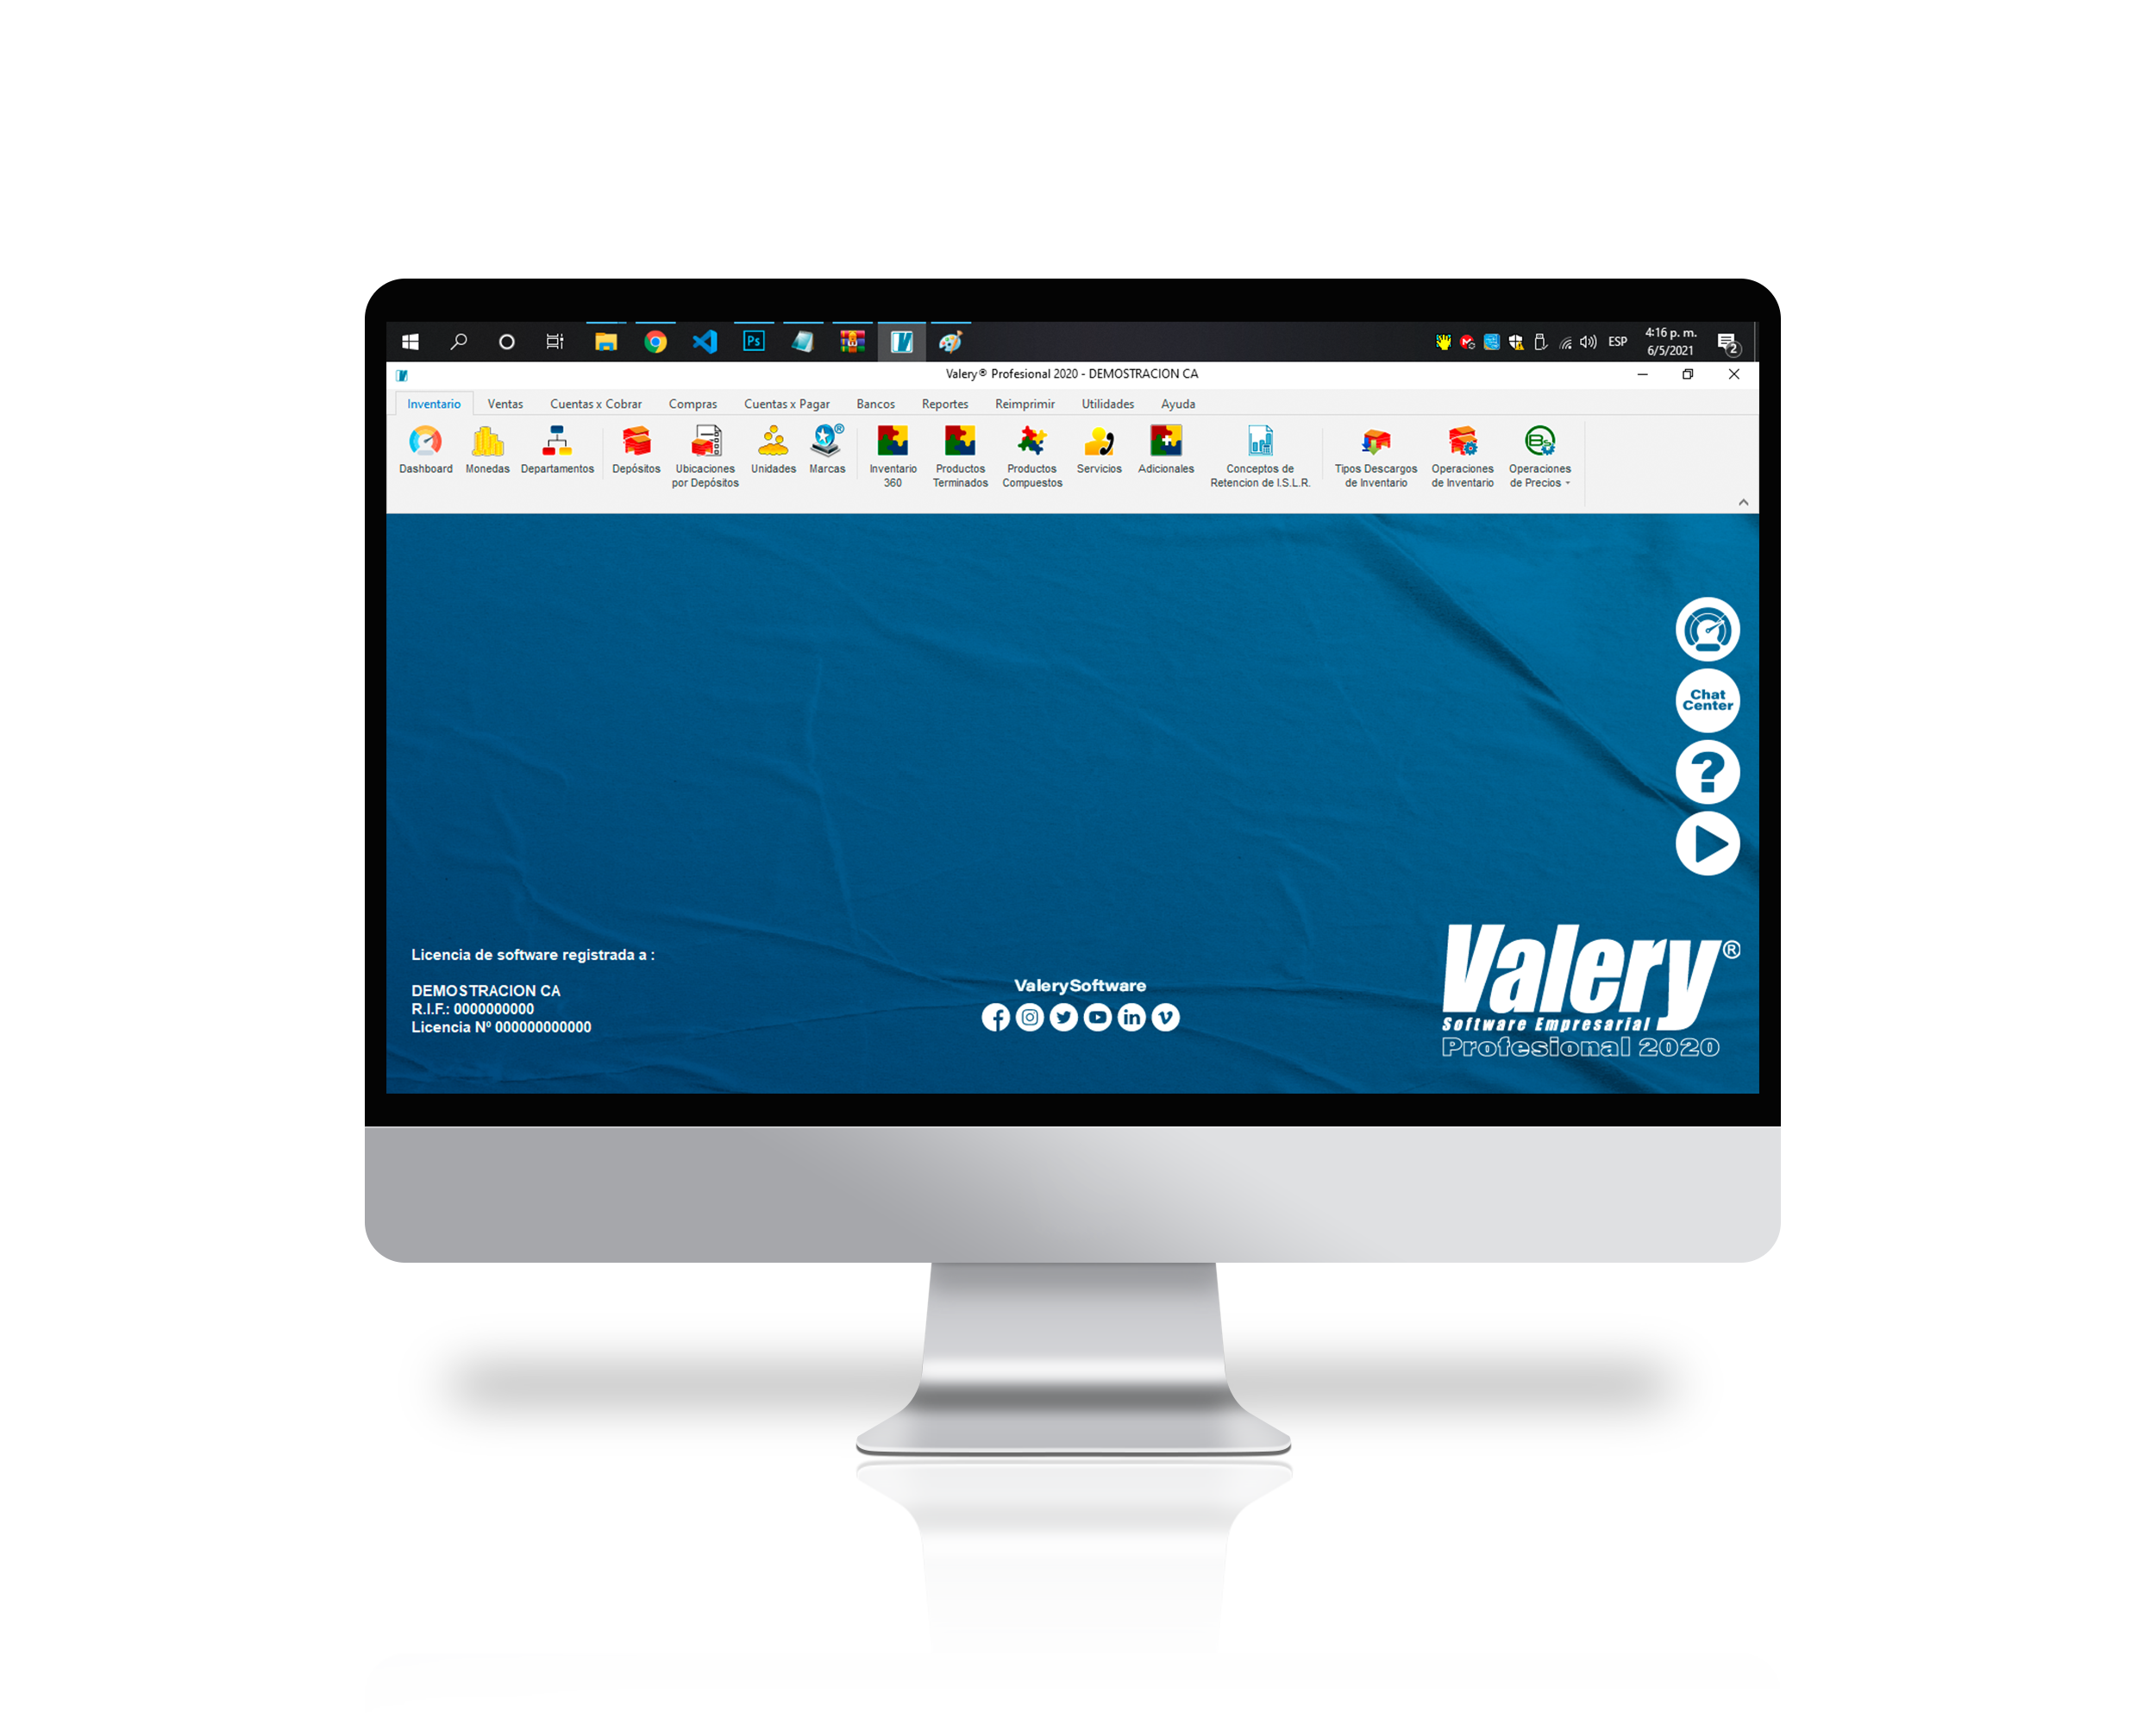 Ps
ESP
4:16 p. m.
6/5/2021
2
Valery® Profesional 2020 - DEMOSTRACION CA
Inventario Ventas Cuentas x Cobrar Compras Cuentas x Pagar Bancos Reportes Reimprimir Utilidades Ayuda
Dashboard
Monedas
Departamentos
Depósitos
Ubicaciones
por Depósitos
Unidades
Marcas
Inventario
360
Productos
Terminados
Productos
Compuestos
Servicios
Adicionales
Conceptos de
Retencion de I.S.L.R.
Tipos Descargos
de Inventario
Operaciones
de Inventario
Bs
Operaciones
de Precios
Chat
Center
?
Licencia de software registrada a :
DEMOSTRACION CA
R.I.F.: 0000000000
Licencia Nº 000000000000
ValerySoftware
Valery®
Software Empresarial
Profesional 2020